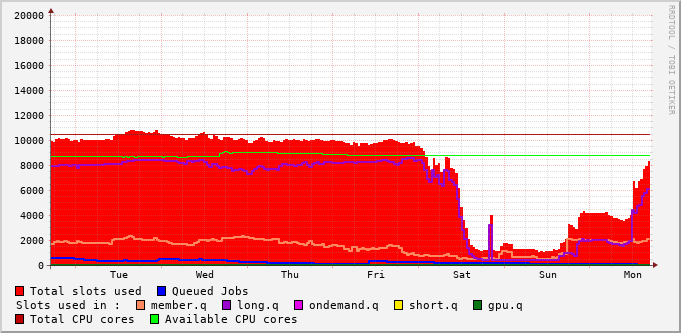 RRDTOOL / TOBI OETIKER
20000
18000
16000
14000
12000
10000
8000
6000
4000
2000
0
Tue Wed Thu Fri Sat Sun Mon
Total slots used Queued Jobs
Slots used in : member.q long.q ondemand.q short.q gpu.q
Total CPU cores Available CPU cores